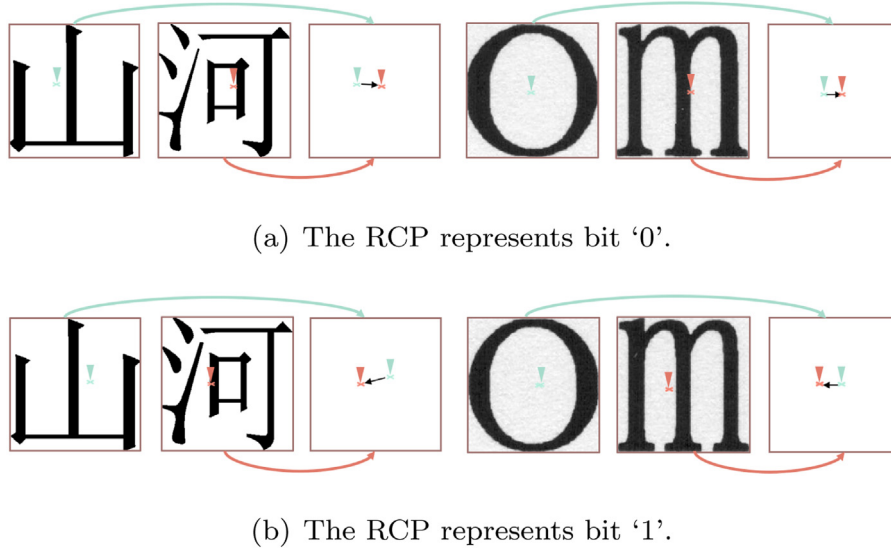 山 河 O m
(a) The RCP represents bit ‘0’.
山 河 O m
(b) The RCP represents bit ‘1’.